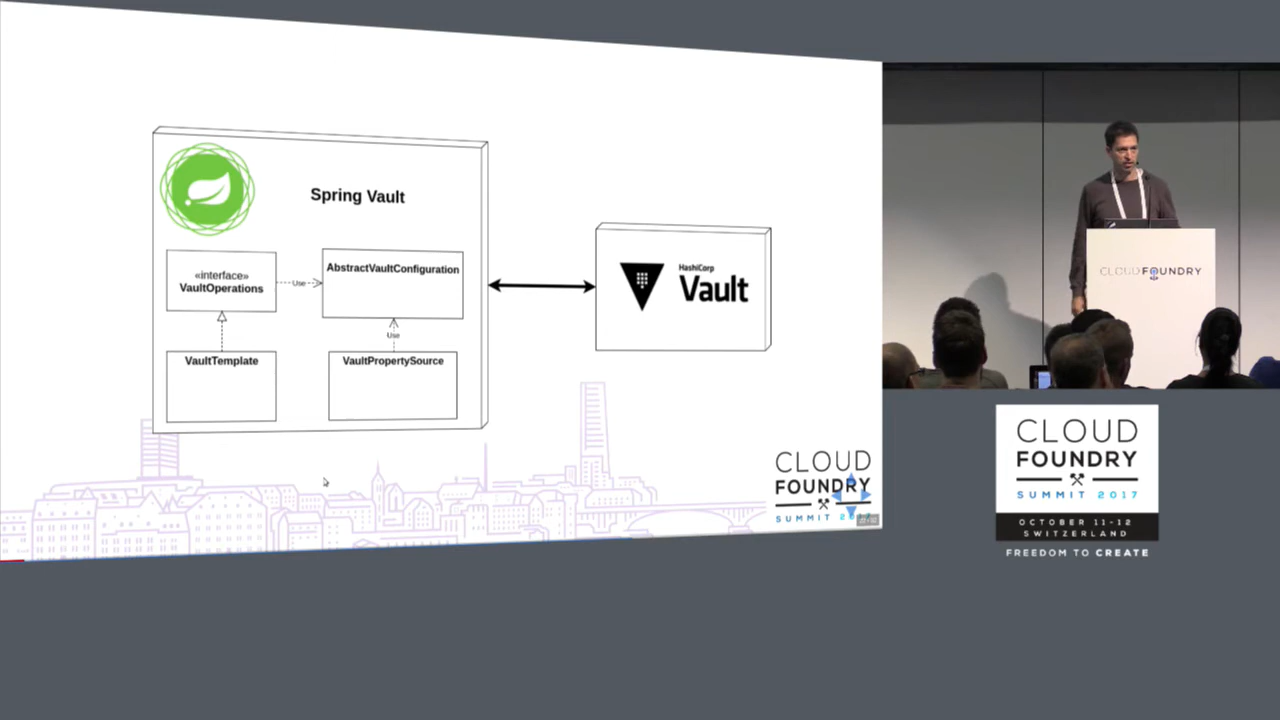 Spring Vault
«interface»
VaultOperations
Use
AbstractVaultConfiguration
Use
VaultTemplate
VaultPropertySource
HashiCorp
Vault
CLOUD
FOUNDRY
SUMMIT
CLOUD FOUNDRY
CLOUD
FOUNDRY
SUMMIT 2017
OCTOBER 11-12
SWITZERLAND
FREEDOM TO CREATE